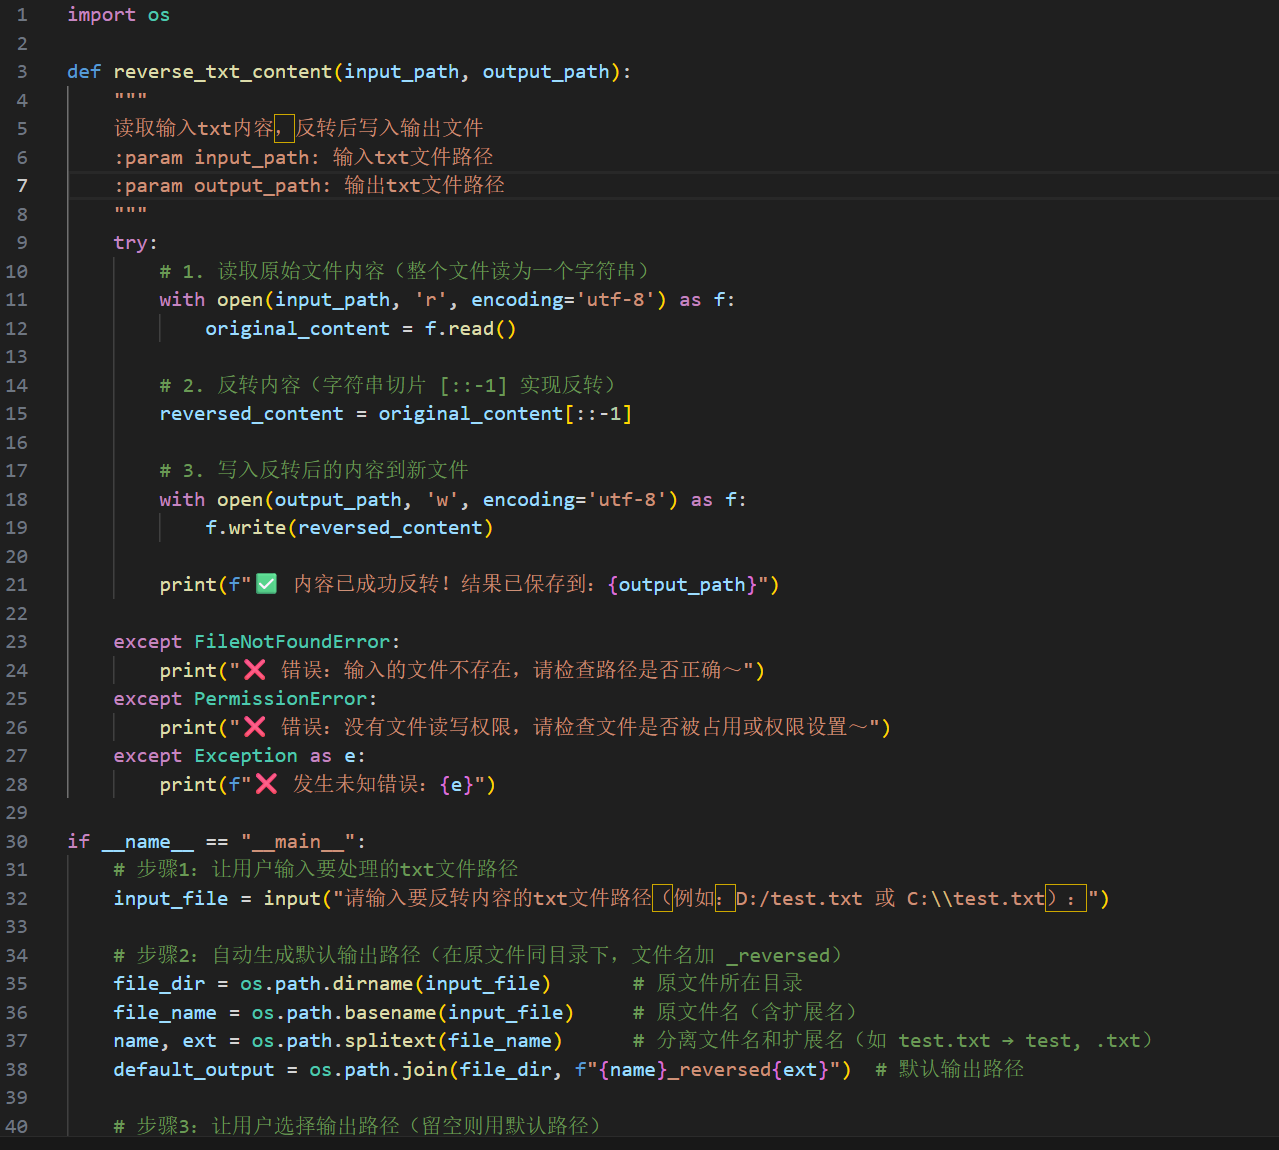 1 import os
2
3 def reverse_txt_content(input_path, output_path):
4     """
5     读取输入txt内容，反转后写入输出文件
6     :param input_path: 输入txt文件路径
7     :param output_path: 输出txt文件路径
8     """
9     try:
10         # 1. 读取原始文件内容（整个文件读为一个字符串）
11         with open(input_path, 'r', encoding='utf-8') as f:
12             original_content = f.read()
13
14         # 2. 反转内容（字符串切片 [::-1] 实现反转）
15         reversed_content = original_content[::-1]
16
17         # 3. 写入反转后的内容到新文件
18         with open(output_path, 'w', encoding='utf-8') as f:
19             f.write(reversed_content)
20
21         print(f"✅ 内容已成功反转！结果已保存到：{output_path}")
22
23     except FileNotFoundError:
24         print("❌ 错误：输入的文件不存在，请检查路径是否正确～")
25     except PermissionError:
26         print("❌ 错误：没有文件读写权限，请检查文件是否被占用或权限设置～")
27     except Exception as e:
28         print(f"❌ 发生未知错误：{e}")
29
30 if __name__ == "__main__":
31     # 步骤1：让用户输入要处理的txt文件路径
32     input_file = input("请输入要反转内容的txt文件路径（例如：D:/test.txt 或 C:\\test.txt）：")
33
34     # 步骤2：自动生成默认输出路径（在原文件同目录下，文件名加 _reversed）
35     file_dir = os.path.dirname(input_file)       # 原文件所在目录
36     file_name = os.path.basename(input_file)     # 原文件名（含扩展名）
37     name, ext = os.path.splitext(file_name)      # 分离文件名和扩展名（如 test.txt → test, .txt）
38     default_output = os.path.join(file_dir, f"{name}_reversed{ext}")  # 默认输出路径
39
40     # 步骤3：让用户选择输出路径（留空则用默认路径）